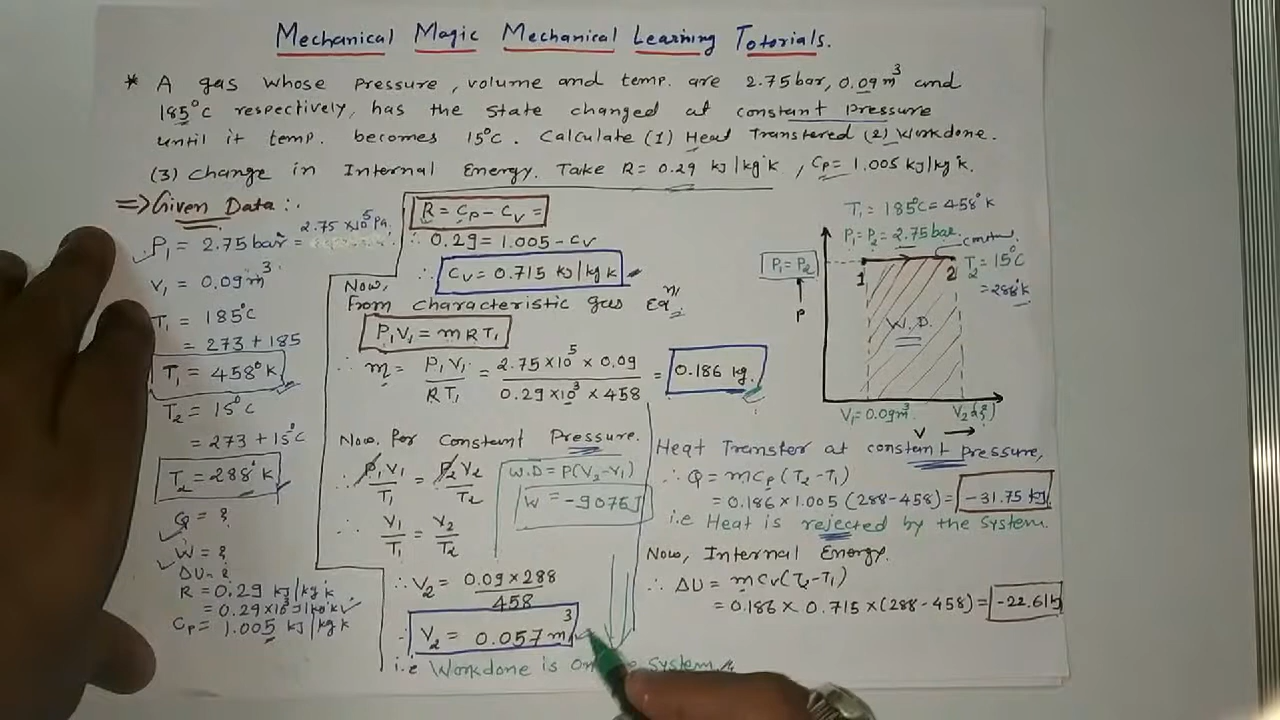 Mechanical Magic Mechanical Learning Totorials.
* A gas whose pressure, volume and temp. are 2.75 bar, 0.09 m³ and
185°c respectively, has the state changed at constant pressure
until it temp. becomes 15°C. Calculate (1) Heat Transfered (2) Workdone.
(3) change in Internal Energy. Take R = 0.29 kJ/kg°k, Cp = 1.005 kJ/kg°k.
⇒ Given Data:.
P₁ = 2.75 bar = 2.75 × 10⁵ Pa.
V₁ = 0.09 m³.
T₁ = 185°C
= 273 + 185
T₁ = 458°K
T₂ = 15°C
= 273 + 15°C
T₂ = 288°K
Q = ?
W = ?
ΔU = ?
R = 0.29 kJ/kg°k
= 0.29×10³ J/kg°k
Cp = 1.005 kJ/kg°k
R = Cp - Cv =
∴ 0.29 = 1.005 - Cv
∴ Cv = 0.715 kJ/kg k
Now,
From characteristic gas Eqⁿ,
P₁V₁ = mRT₁
∴ m = P₁V₁ / RT₁ = 2.75×10⁵ × 0.09 / 0.29×10³ × 458 = 0.186 kg.
Now, For Constant Pressure.
∴ P₁V₁ / T₁ = P₂V₂ / T₂
∴ V₁ / T₁ = V₂ / T₂
∴ V₂ = 0.09 × 288 / 458
∴ V₂ = 0.057 m³
W.D = P(V₂-V₁)
W = -9075 J
i.e Workdone is on system.
T₁ = 185°C = 458°K
P₁ = P₂ = 2.75 bar. constant.
P₁ = P₂
1
2
T₂ = 15°C
= 288°K
P
W.D.
V₁ = 0.09 m³.
V₂ (?)
V
Heat Transfer at constant pressure,
∴ Q = mCp (T₂-T₁)
= 0.186 × 1.005 (288-458) = -31.75 kJ.
i.e Heat is rejected by the system.
Now, Internal Energy.
∴ ΔU = mCv (T₂-T₁)
= 0.186 × 0.715 × (288-458) =